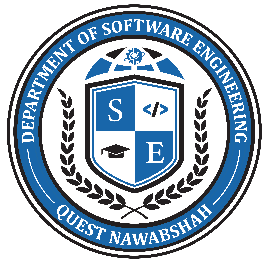 DEPARTMENT OF SOFTWARE ENGINEERING
S </>
E
QUEST NAWABSHAH